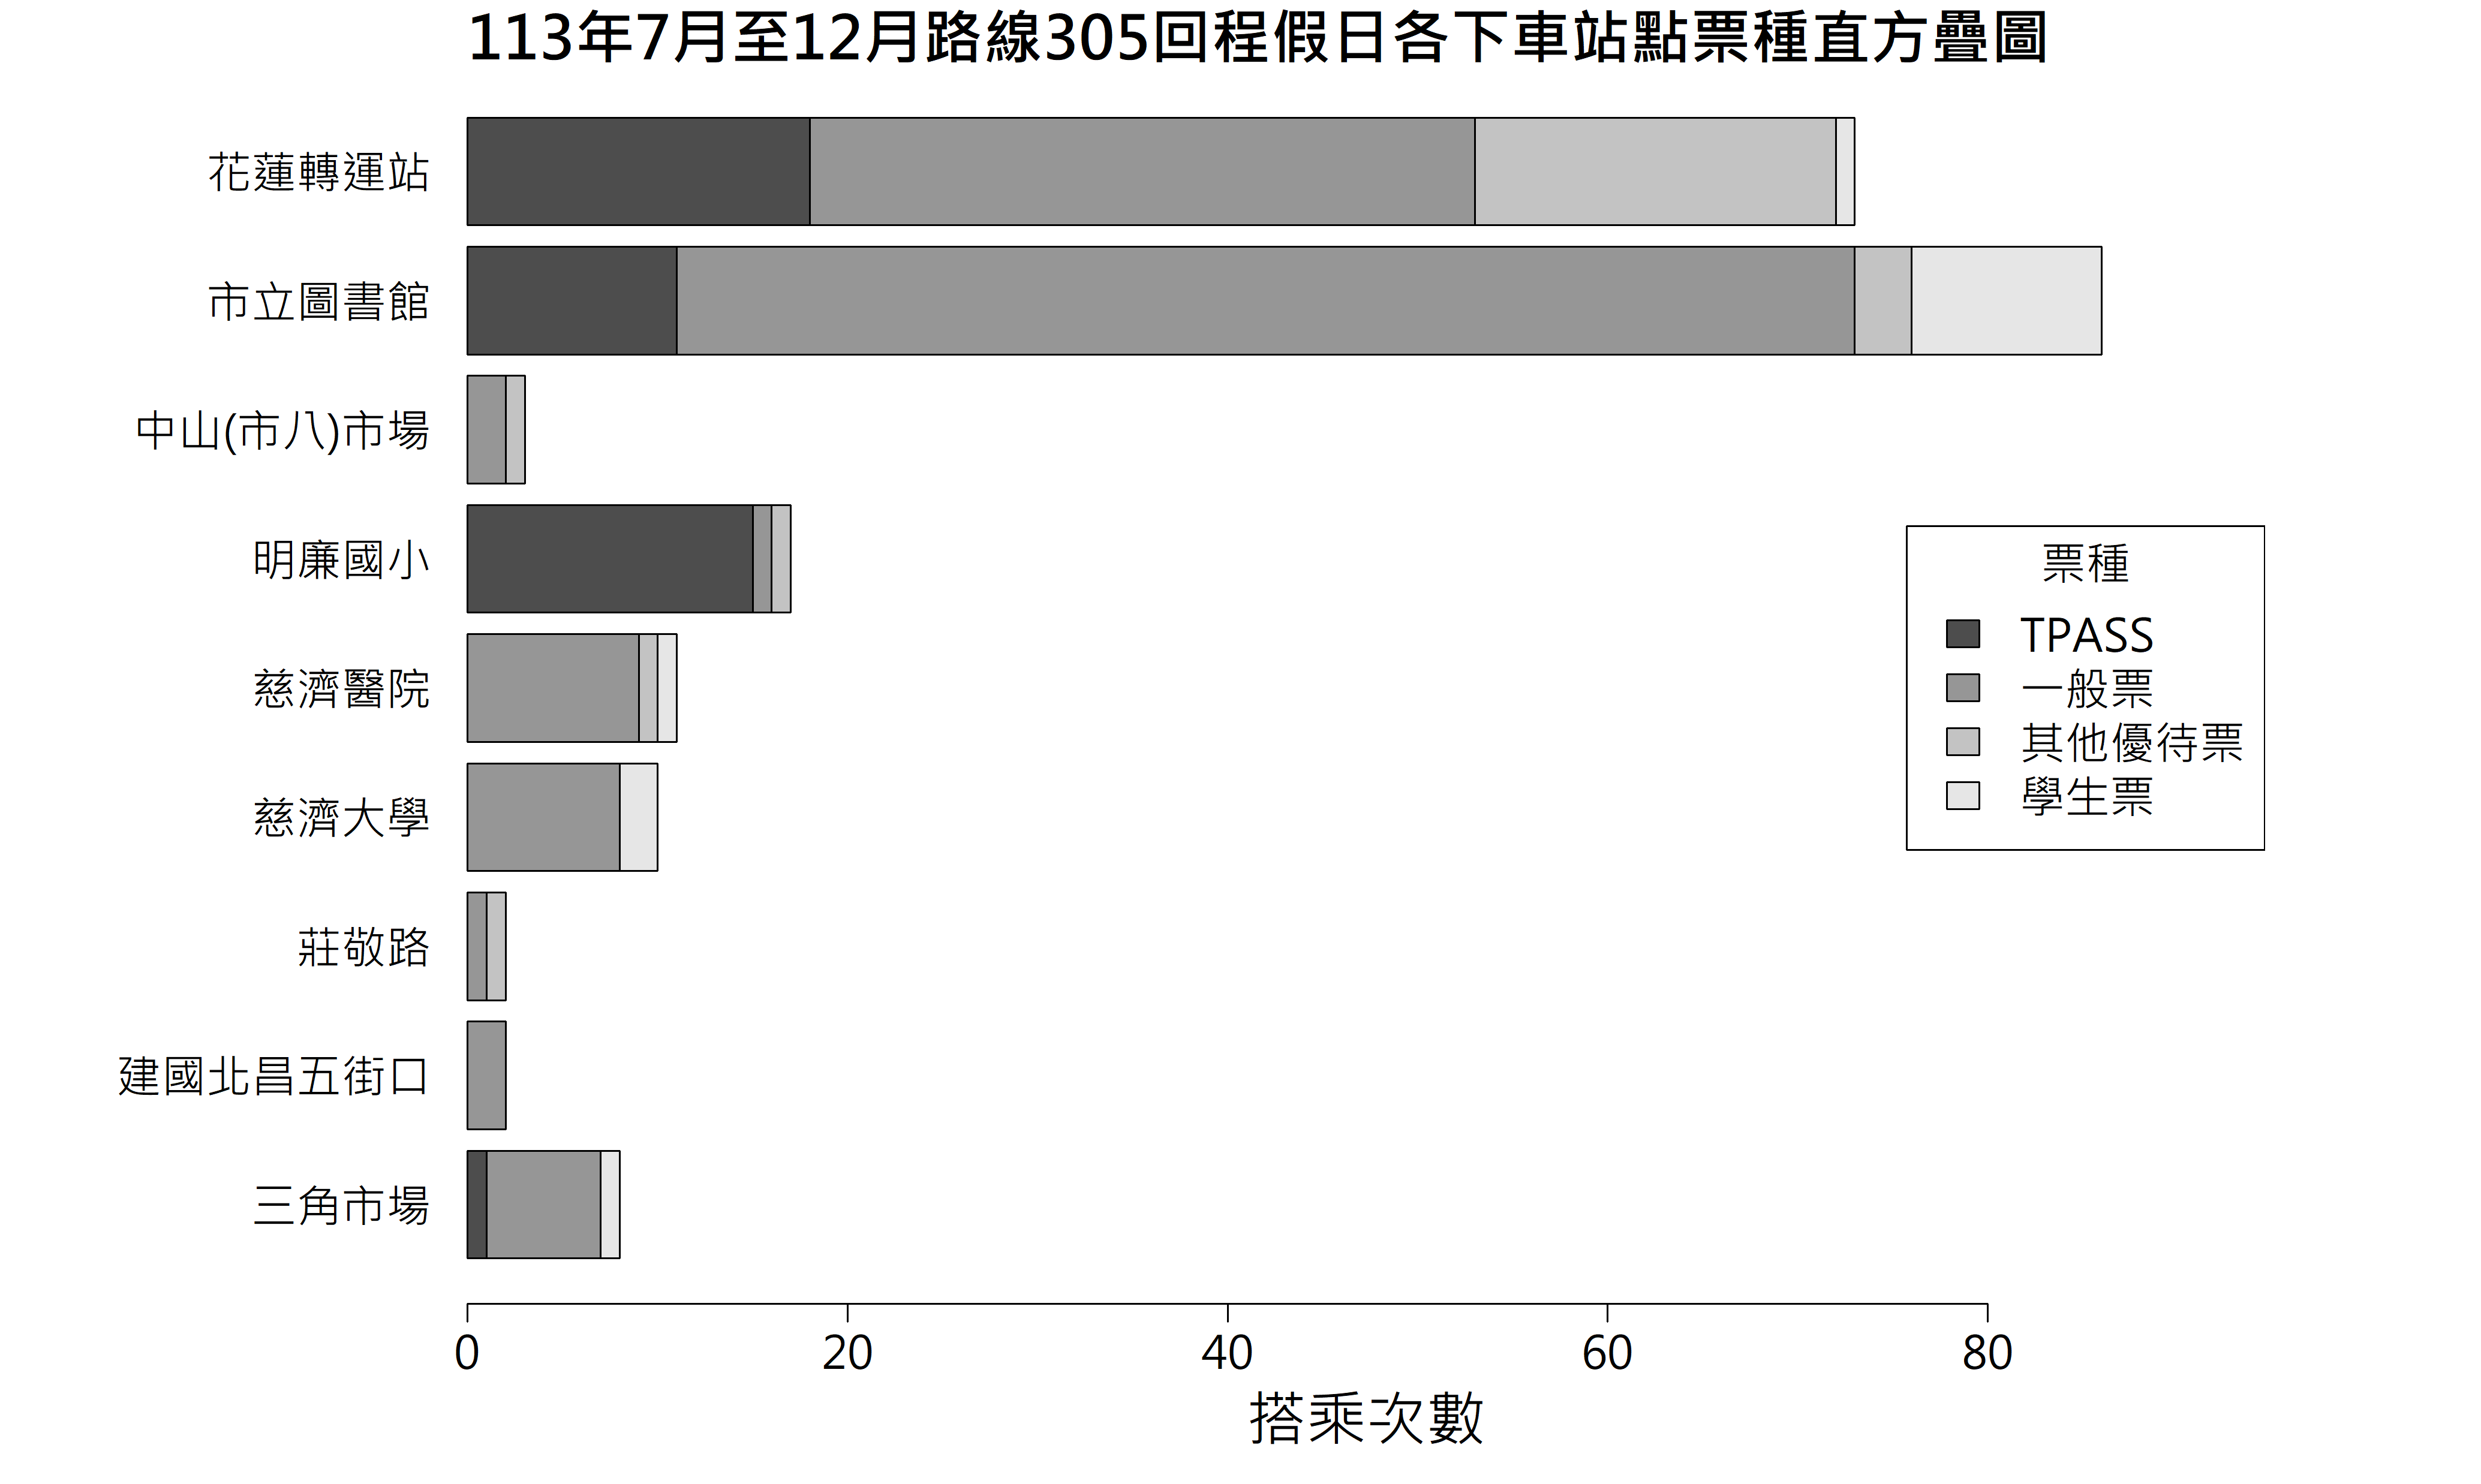 113年7月至12月路線305回程假日各下車站點票種直方疊圖
花蓮轉運站
市立圖書館
中山(市八)市場
明廉國小
慈濟醫院
慈濟大學
莊敬路
建國北昌五街口
三角市場
票種
TPASS
一般票
其他優待票
學生票
0 20 40 60 80
搭乘次數